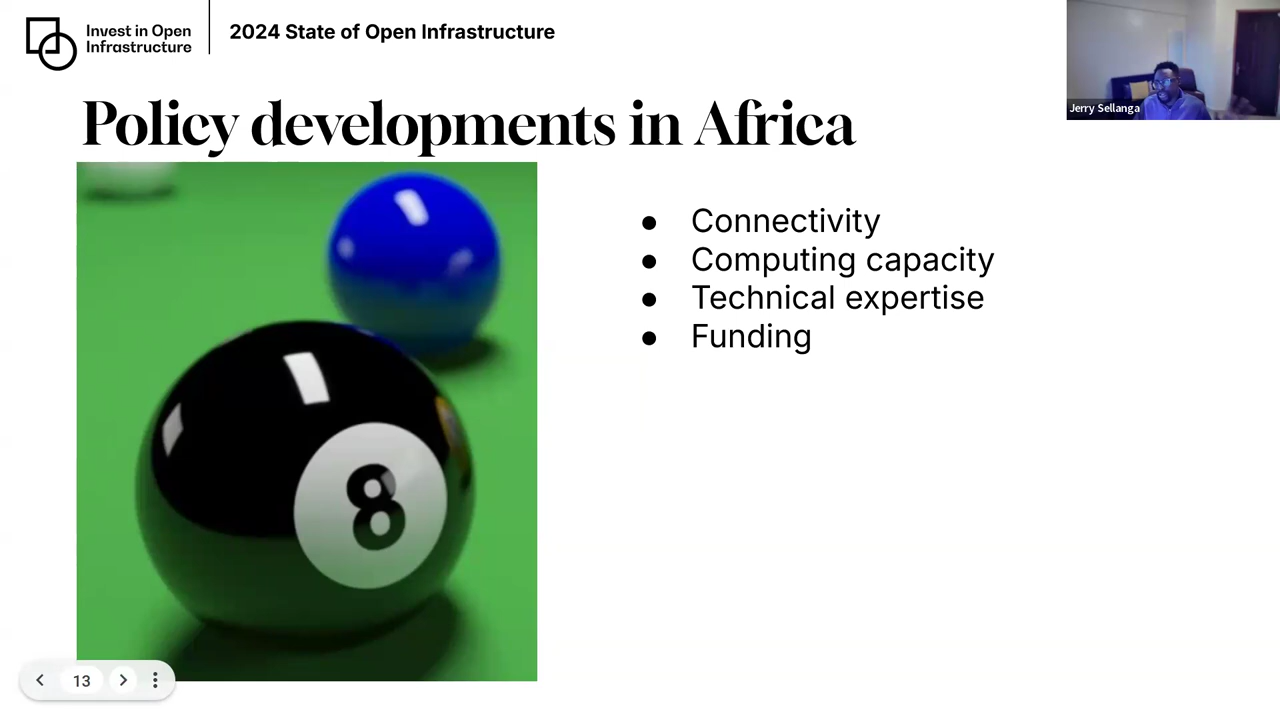 Invest in Open
Infrastructure
2024 State of Open Infrastructure
Jerry Sellanga
Policy developments in Africa
● Connectivity
● Computing capacity
● Technical expertise
● Funding
8
13